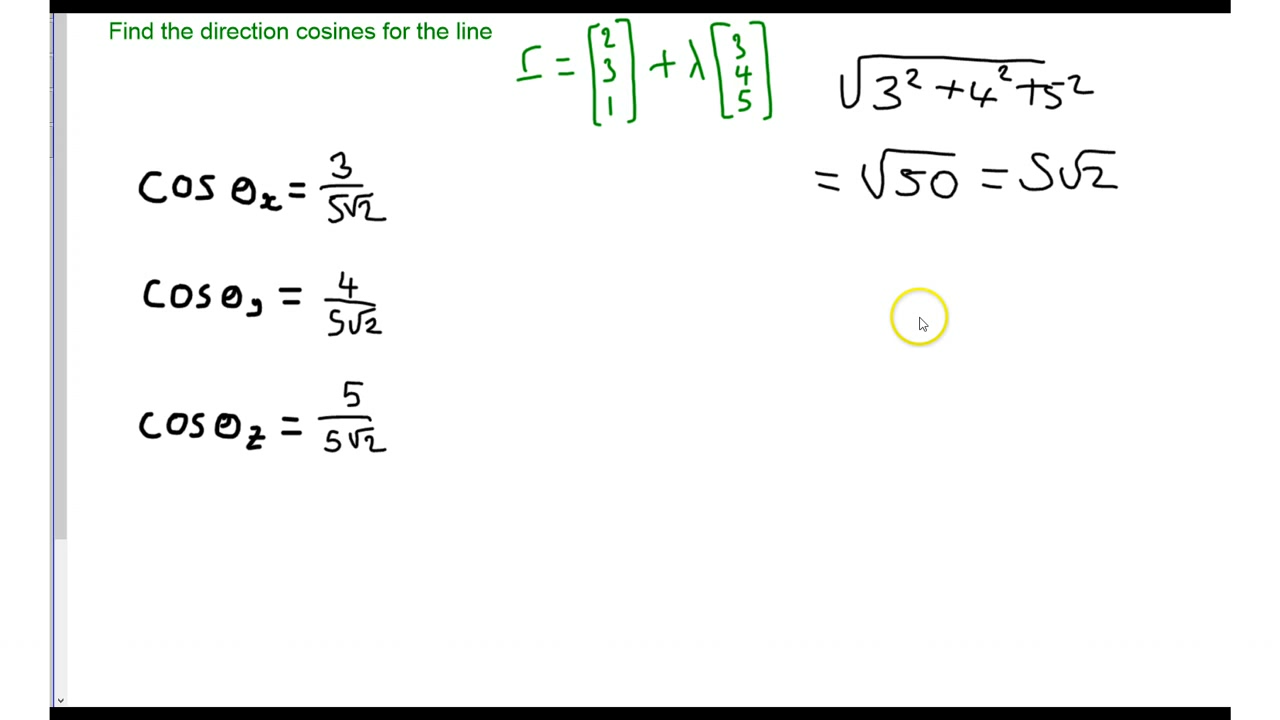 Find the direction cosines for the line
r = [2 3 1] + λ [3 4 5]
√3² + 4² + 5²
= √50 = 5√2
cos θx = 3/5√2
cos θy = 4/5√2
cos θz = 5/5√2